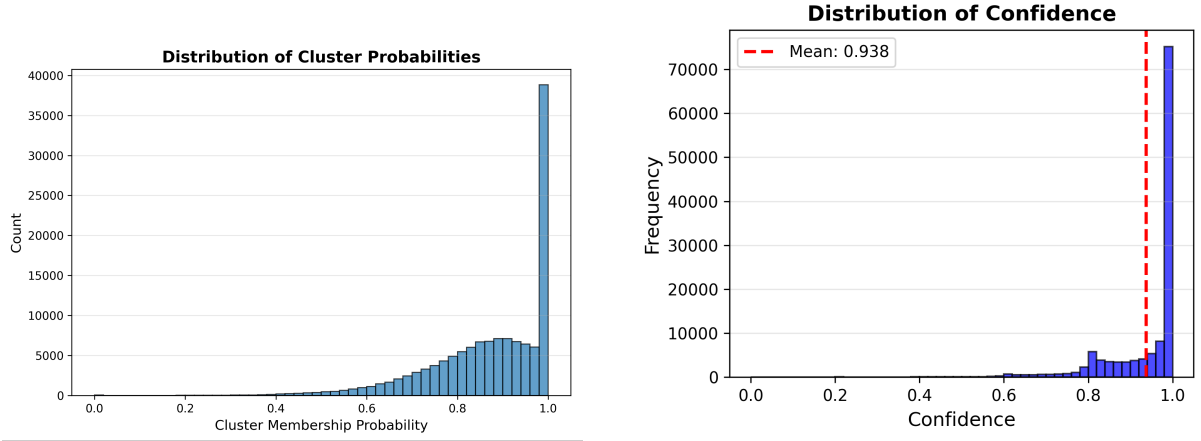 Distribution of Cluster Probabilities
40000
35000
30000
25000
20000
15000
10000
5000
0
Count
0.0 0.2 0.4 0.6 0.8 1.0
Cluster Membership Probability
Distribution of Confidence
Mean: 0.938
70000
60000
50000
40000
30000
20000
10000
0
Frequency
0.0 0.2 0.4 0.6 0.8 1.0
Confidence